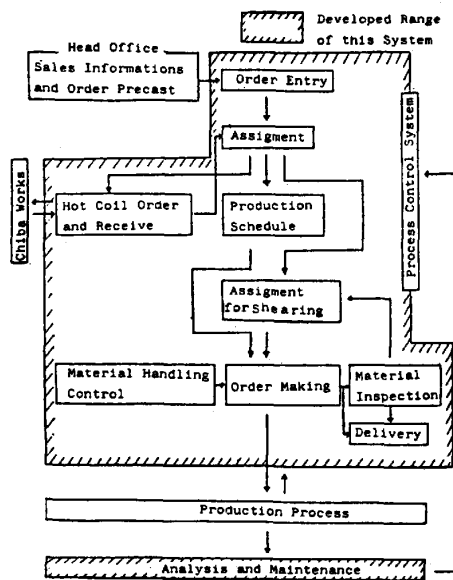 Developed Range
of this System
Head Office
Sales Informations
and Order Precast
Order Entry
Assigment
Process Control System
Chiba Works
Hot Coil Order
and Receive
Production
Schedule
Assigment
for Shearing
Material Handling
Control
Order Making
Material
Inspection
Delivery
Production Process
Analysis and Maintenance